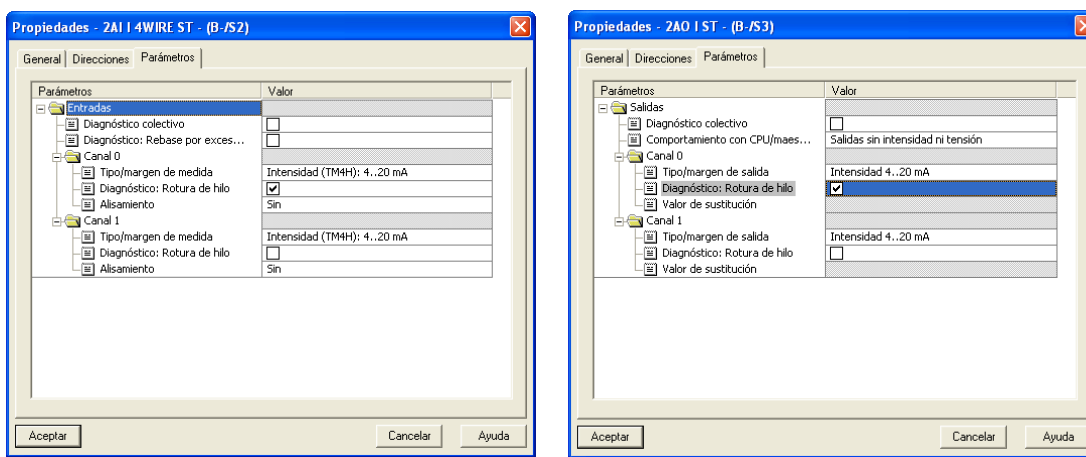 Propiedades - 2AI I 4WIRE ST - (B-/S2)
General Direcciones Parámetros
Parámetros Valor
Entradas
Diagnóstico colectivo
Diagnóstico: Rebase por exces...
Canal 0
Tipo/margen de medida Intensidad (TM4H): 4..20 mA
Diagnóstico: Rotura de hilo
Alisamiento Sin
Canal 1
Tipo/margen de medida Intensidad (TM4H): 4..20 mA
Diagnóstico: Rotura de hilo
Alisamiento Sin
Aceptar Cancelar Ayuda
Propiedades - 2AO I ST - (B-/S3)
General Direcciones Parámetros
Parámetros Valor
Salidas
Diagnóstico colectivo
Comportamiento con CPU/maes... Salidas sin intensidad ni tensión
Canal 0
Tipo/margen de salida Intensidad 4..20 mA
Diagnóstico: Rotura de hilo
Valor de sustitución
Canal 1
Tipo/margen de salida Intensidad 4..20 mA
Diagnóstico: Rotura de hilo
Valor de sustitución
Aceptar Cancelar Ayuda